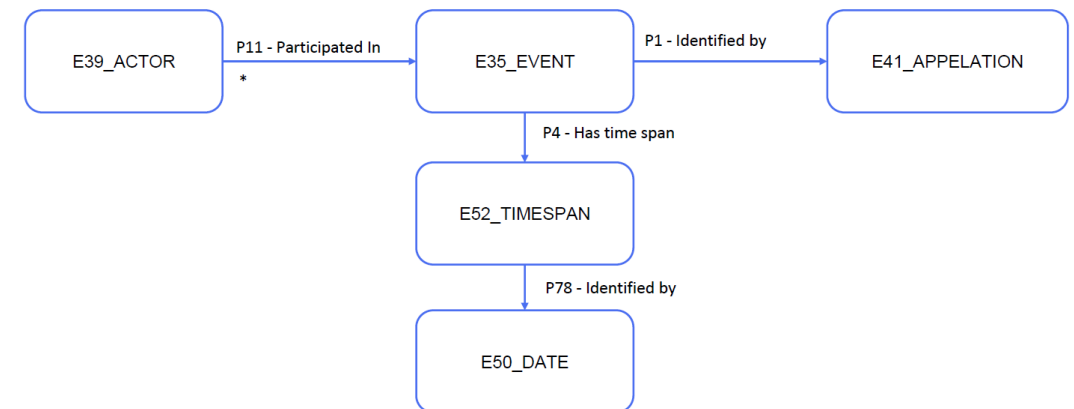 E39_ACTOR
P11 - Participated In
*
E35_EVENT
P1 - Identified by
E41_APPELATION
P4 - Has time span
E52_TIMESPAN
P78 - Identified by
E50_DATE